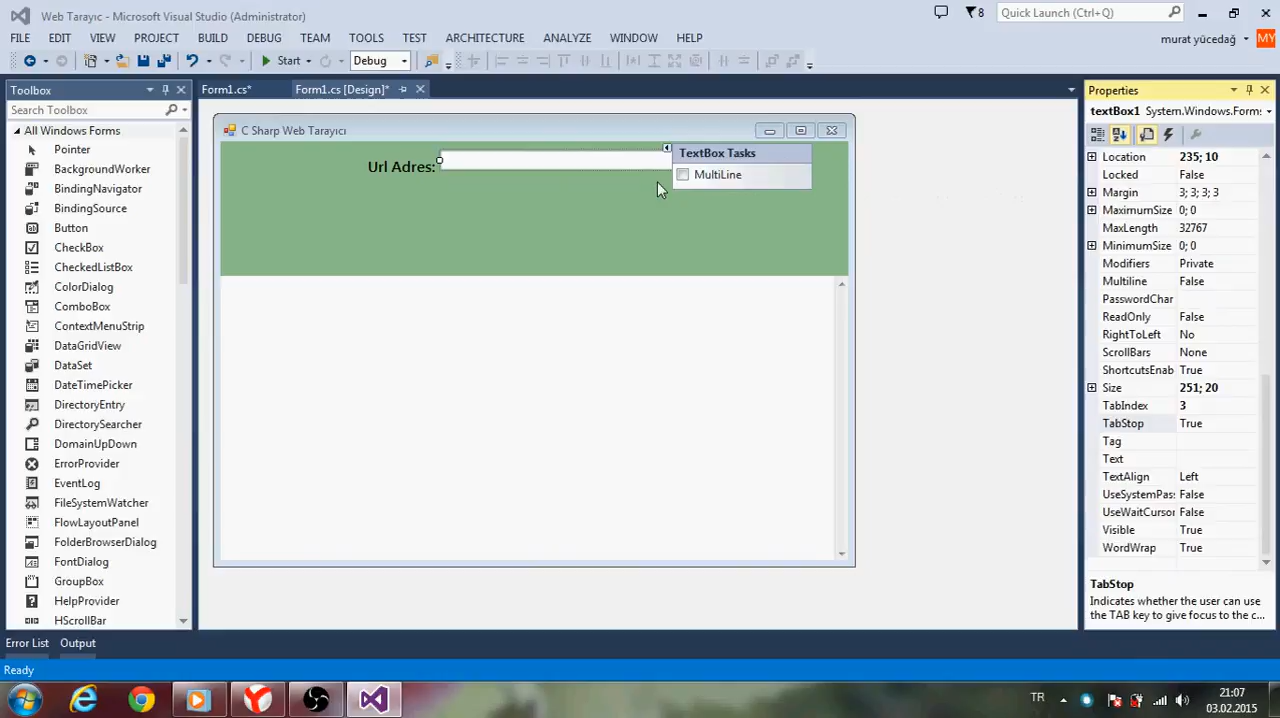 Web Tarayıc - Microsoft Visual Studio (Administrator)
8
Quick Launch (Ctrl+Q)
FILE EDIT VIEW PROJECT BUILD DEBUG TEAM TOOLS TEST ARCHITECTURE ANALYZE WINDOW HELP
murat yücedağ
MY
Start
Debug
Toolbox
Form1.cs*
Form1.cs [Design]*
Properties
Search Toolbox
textBox1 System.Windows.Forms
All Windows Forms
Pointer
BackgroundWorker
BindingNavigator
BindingSource
Button
CheckBox
CheckedListBox
ColorDialog
ComboBox
ContextMenuStrip
DataGridView
DataSet
DateTimePicker
DirectoryEntry
DirectorySearcher
DomainUpDown
ErrorProvider
EventLog
FileSystemWatcher
FlowLayoutPanel
FolderBrowserDialog
FontDialog
GroupBox
HelpProvider
HScrollBar
C Sharp Web Tarayıcı
Url Adres:
TextBox Tasks
MultiLine
Location 235; 10
Locked False
Margin 3; 3; 3; 3
MaximumSize 0; 0
MaxLength 32767
MinimumSize 0; 0
Modifiers Private
Multiline False
PasswordChar
ReadOnly False
RightToLeft No
ScrollBars None
ShortcutsEnab True
Size 251; 20
TabIndex 3
TabStop True
Tag
Text
TextAlign Left
UseSystemPas False
UseWaitCursor False
Visible True
WordWrap True
TabStop
Indicates whether the user can use
the TAB key to give focus to the c...
Error List Output
Ready
TR
21:07
03.02.2015